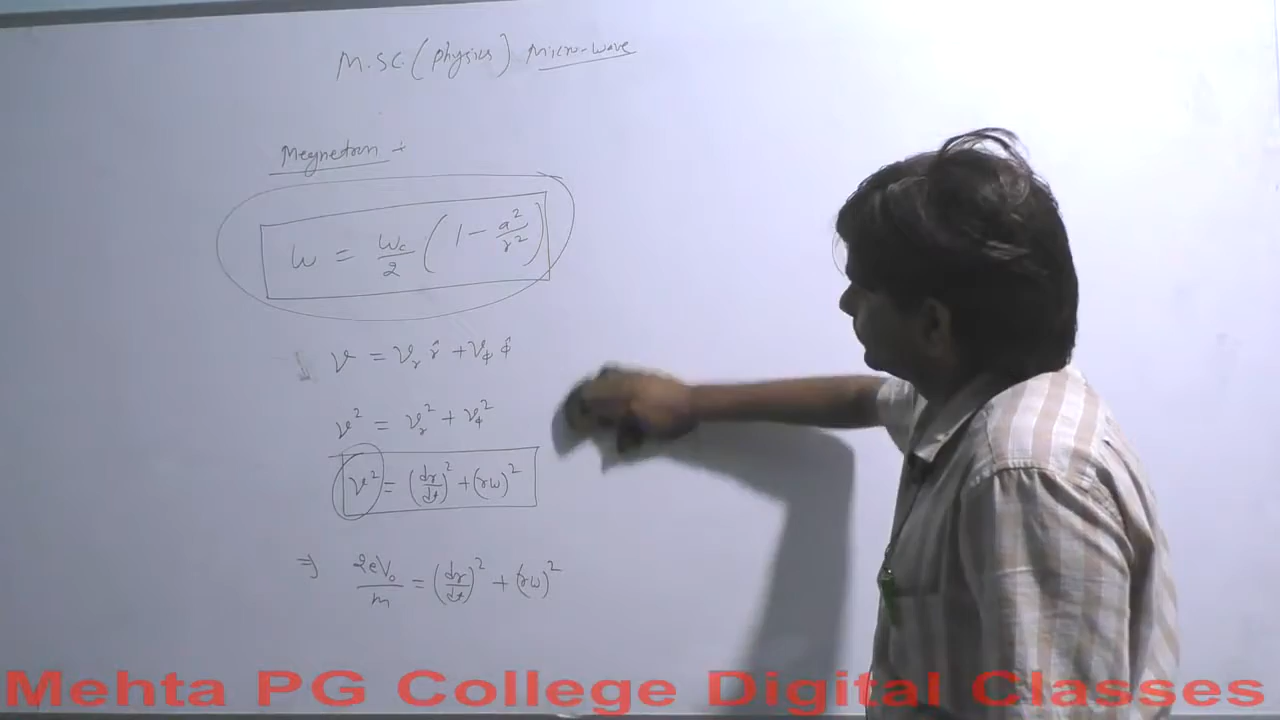 M.SC. (physics) Micro-wave
Megnetron +
ω = ωc/2 (1 - a²/r²)
v = vr r̂ + vϕ ϕ̂
v² = vr² + vϕ²
v² = (dr/dt)² + (rω)²
⇒ 2eV₀/m = (dr/dt)² + (rω)²
Mehta PG College Digital Classes